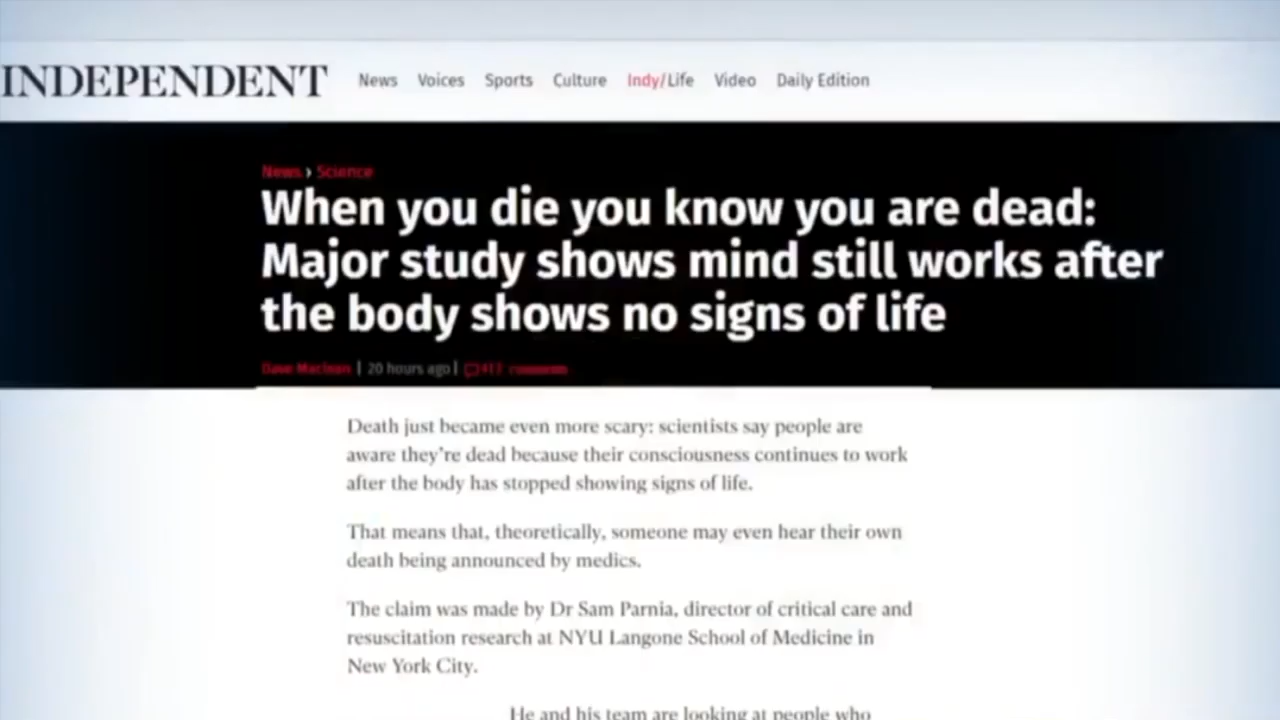 INDEPENDENT News Voices Sports Culture Indy/Life Video Daily Edition
News › Science
When you die you know you are dead:
Major study shows mind still works after
the body shows no signs of life
Dave Maclean | 20 hours ago |
Death just became even more scary: scientists say people are
aware they're dead because their consciousness continues to work
after the body has stopped showing signs of life.
That means that, theoretically, someone may even hear their own
death being announced by medics.
The claim was made by Dr Sam Parnia, director of critical care and
resuscitation research at NYU Langone School of Medicine in
New York City.
He and his team are looking at people who